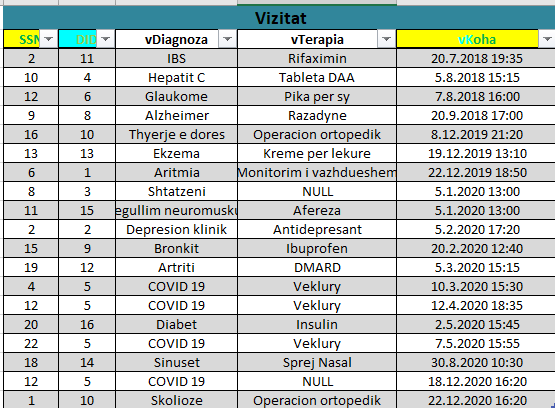 Vizitat
SSN DID vDiagnoza vTerapia vKoha
2 11 IBS Rifaximin 20.7.2018 19:35
10 4 Hepatit C Tableta DAA 5.8.2018 15:15
12 6 Glaukome Pika per sy 7.8.2018 16:00
9 8 Alzheimer Razadyne 20.9.2018 17:00
16 10 Thyerje e dores Operacion ortopedik 8.12.2019 21:20
13 13 Ekzema Kreme per lekure 19.12.2019 13:10
6 1 Aritmia Monitorim i vazhdueshem 22.12.2019 18:50
8 3 Shtatzeni NULL 5.1.2020 13:00
11 15 egullim neuromusku Afereza 5.1.2020 13:00
2 2 Depresion klinik Antidepresant 5.2.2020 17:20
15 9 Bronkit Ibuprofen 20.2.2020 12:40
19 12 Artriti DMARD 5.3.2020 15:15
4 5 COVID 19 Veklury 10.3.2020 15:30
12 5 COVID 19 Veklury 12.4.2020 18:35
20 16 Diabet Insulin 2.5.2020 15:45
22 5 COVID 19 Veklury 7.5.2020 15:55
18 14 Sinuset Sprej Nasal 30.8.2020 10:30
12 5 COVID 19 NULL 18.12.2020 16:20
1 10 Skolioze Operacion ortopedik 22.12.2020 16:20